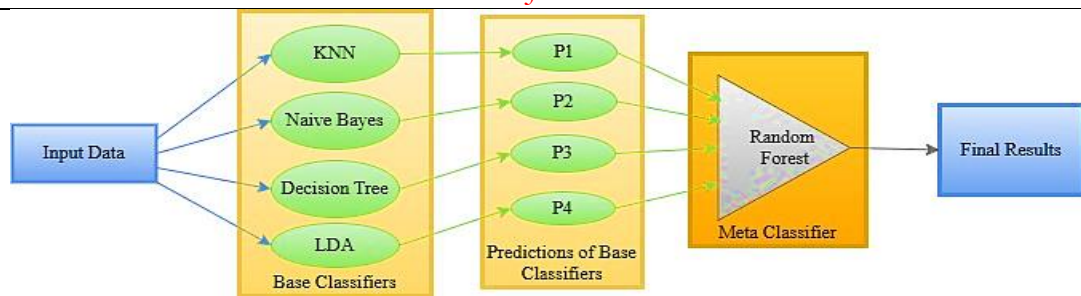 Input Data
KNN
Naive Bayes
Decision Tree
LDA
Base Classifiers
P1
P2
P3
P4
Predictions of Base
Classifiers
Random
Forest
Meta Classifier
Final Results